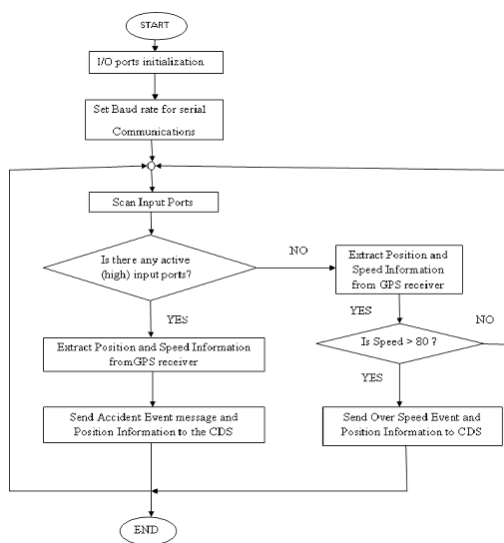 START
I/O ports initialization
Set Baud rate for serial
Communications
Scan Input Ports
Is there any active
(high) input ports?
NO
Extract Position and
Speed Information
from GPS receiver
YES
YES
NO
Is Speed > 80 ?
Extract Position and Speed Information
fromGPS receiver
YES
Send Accident Event message and
Position Information to the CDS
Send Over Speed Event and
Position Information to CDS
END